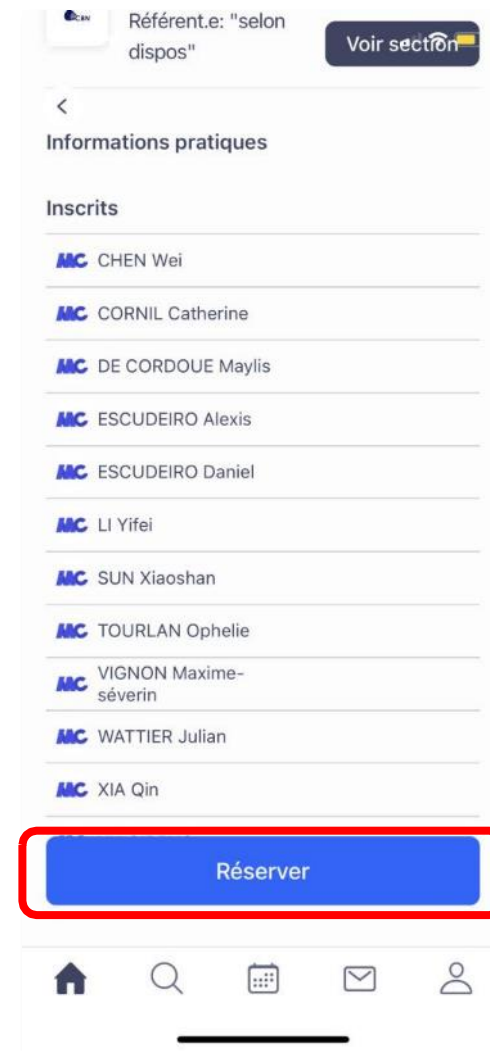 Référent.e: "selon
dispos"
Voir section
Informations pratiques
Inscrits
MC CHEN Wei
MC CORNIL Catherine
MC DE CORDOUE Maylis
MC ESCUDEIRO Alexis
MC ESCUDEIRO Daniel
MC LI Yifei
MC SUN Xiaoshan
MC TOURLAN Ophelie
MC VIGNON Maxime-
séverin
MC WATTIER Julian
MC XIA Qin
Réserver